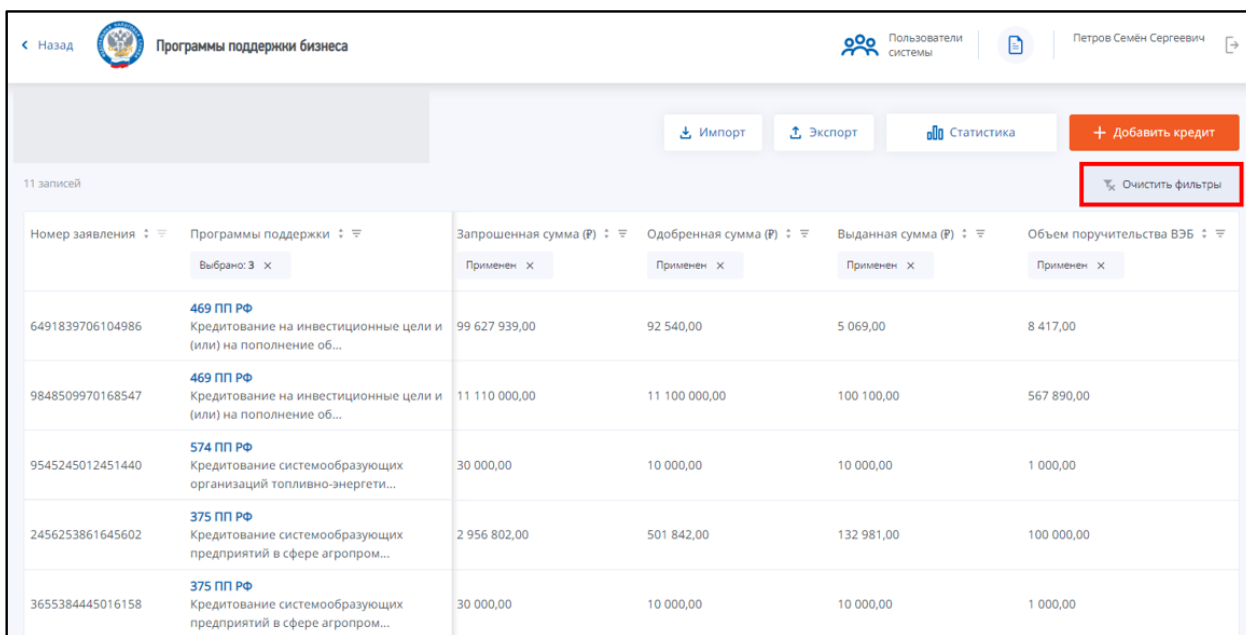 Назад
Программы поддержки бизнеса
Пользователи
системы
Петров Семён Сергеевич
Импорт
Экспорт
Статистика
+ Добавить кредит
11 записей
Очистить фильтры
Номер заявления Программы поддержки Запрошенная сумма (₽) Одобренная сумма (₽) Выданная сумма (₽) Объем поручительства ВЭБ
Выбрано: 3 × Применен × Применен × Применен × Применен ×
469 ПП РФ
6491839706104986 Кредитование на инвестиционные цели и 99 627 939,00 92 540,00 5 069,00 8 417,00
(или) на пополнение об...
469 ПП РФ
9848509970168547 Кредитование на инвестиционные цели и 11 110 000,00 11 100 000,00 100 100,00 567 890,00
(или) на пополнение об...
574 ПП РФ
9545245012451440 Кредитование системообразующих 30 000,00 10 000,00 10 000,00 1 000,00
организаций топливно-энергети...
375 ПП РФ
2456253861645602 Кредитование системообразующих 2 956 802,00 501 842,00 132 981,00 100 000,00
предприятий в сфере агропром...
375 ПП РФ
3655384445016158 Кредитование системообразующих 30 000,00 10 000,00 10 000,00 1 000,00
предприятий в сфере агропром...